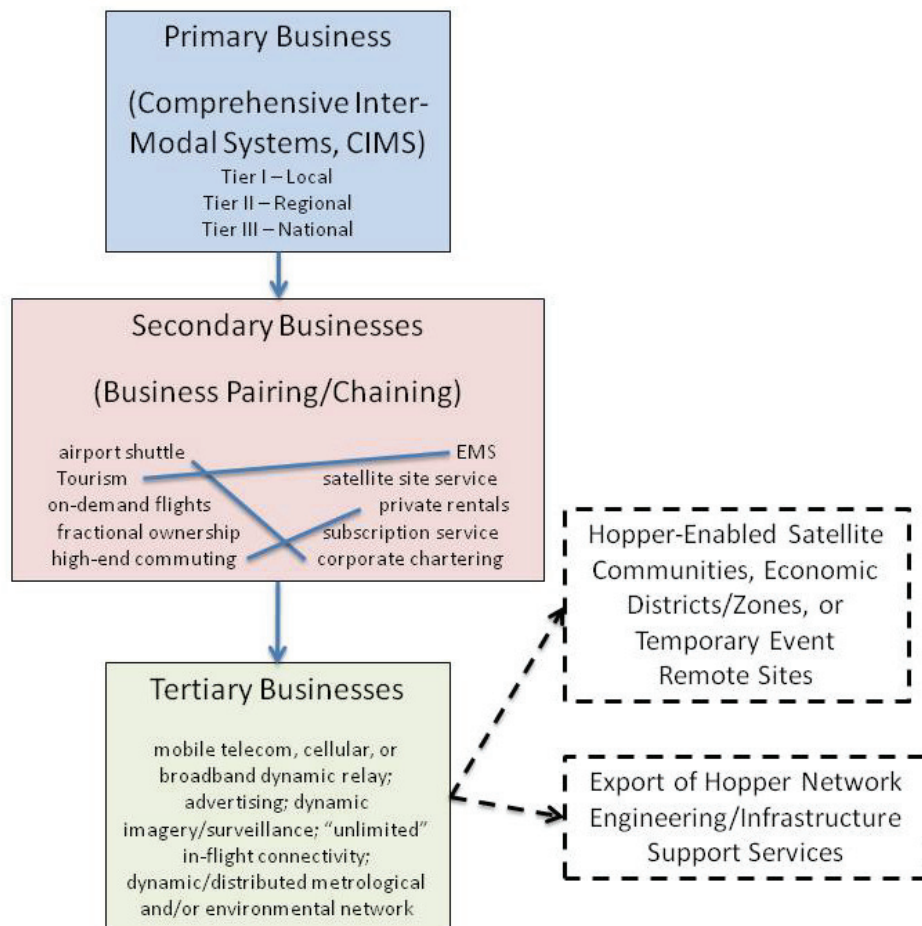 Primary Business
(Comprehensive Inter-
Modal Systems, CIMS)
Tier I – Local
Tier II – Regional
Tier III – National
Secondary Businesses
(Business Pairing/Chaining)
airport shuttle
Tourism
on-demand flights
fractional ownership
high-end commuting
EMS
satellite site service
private rentals
subscription service
corporate chartering
Tertiary Businesses
mobile telecom, cellular, or
broadband dynamic relay;
advertising; dynamic
imagery/surveillance; “unlimited”
in-flight connectivity;
dynamic/distributed metrological
and/or environmental network
Hopper-Enabled Satellite
Communities, Economic
Districts/Zones, or
Temporary Event
Remote Sites
Export of Hopper Network
Engineering/Infrastructure
Support Services